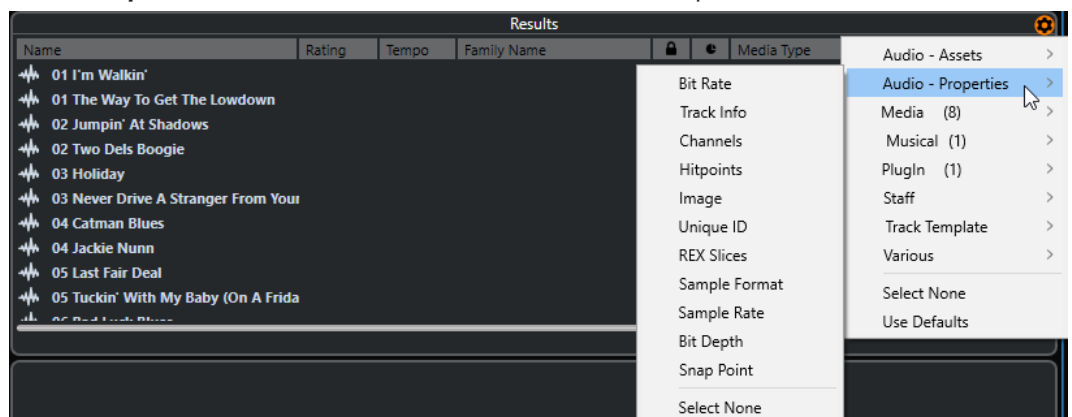 Results
Name Rating Tempo Family Name Media Type
01 I'm Walkin'
01 The Way To Get The Lowdown
02 Jumpin' At Shadows
02 Two Dels Boogie
03 Holiday
03 Never Drive A Stranger From Your
04 Catman Blues
04 Jackie Nunn
05 Last Fair Deal
05 Tuckin' With My Baby (On A Frida
Bit Rate
Track Info
Channels
Hitpoints
Image
Unique ID
REX Slices
Sample Format
Sample Rate
Bit Depth
Snap Point
Select None
Audio - Assets
Audio - Properties
Media (8)
Musical (1)
PlugIn (1)
Staff
Track Template
Various
Select None
Use Defaults